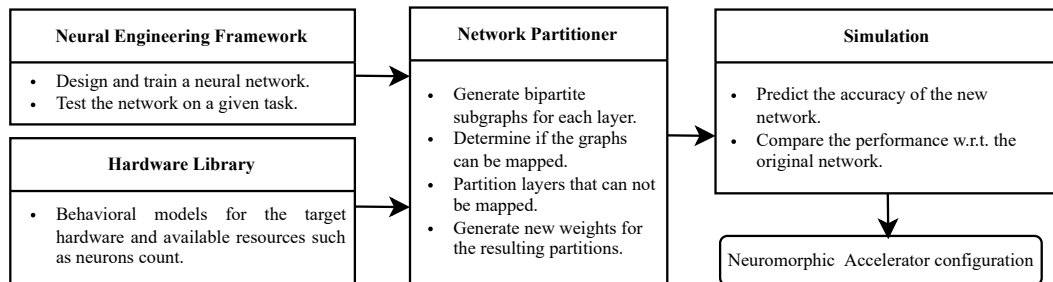 Neural Engineering Framework
• Design and train a neural network.
• Test the network on a given task.
Hardware Library
• Behavioral models for the target
hardware and available resources such
as neurons count.
Network Partitioner
• Generate bipartite
subgraphs for each layer.
• Determine if the graphs
can be mapped.
• Partition layers that can not
be mapped.
• Generate new weights for
the resulting partitions.
Simulation
• Predict the accuracy of the new
network.
• Compare the performance w.r.t. the
original network.
Neuromorphic Accelerator configuration